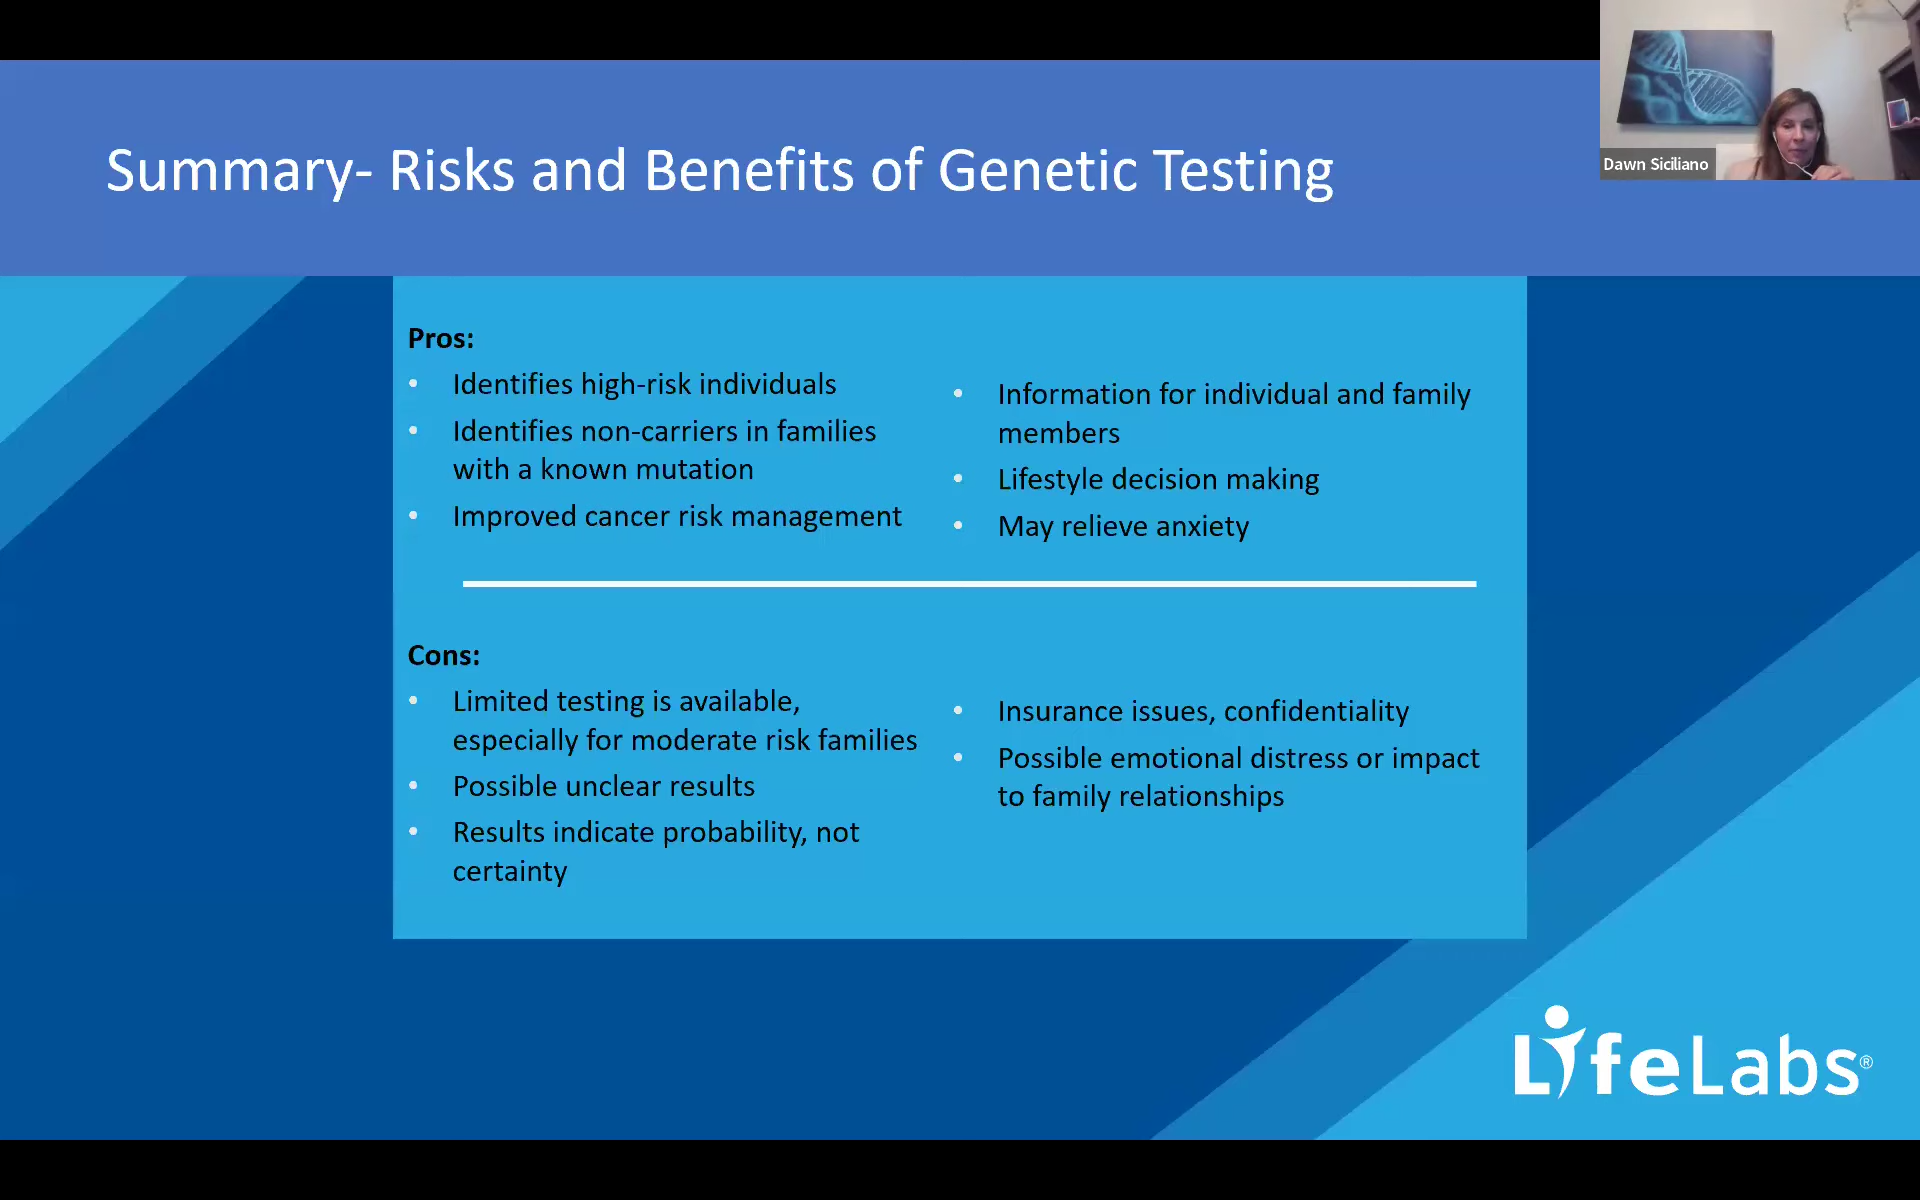 Summary- Risks and Benefits of Genetic Testing
Dawn Siciliano
Pros:
• Identifies high-risk individuals
• Identifies non-carriers in families
with a known mutation
• Improved cancer risk management
• Information for individual and family
members
• Lifestyle decision making
• May relieve anxiety
Cons:
• Limited testing is available,
especially for moderate risk families
• Possible unclear results
• Results indicate probability, not
certainty
• Insurance issues, confidentiality
• Possible emotional distress or impact
to family relationships
LifeLabs®